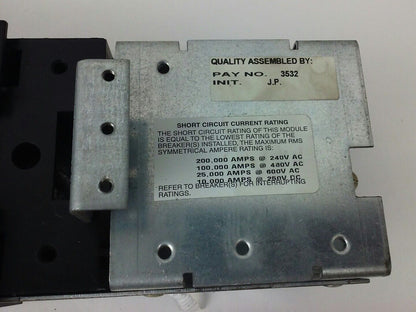 QUALITY ASSEMBLED BY:
PAY NO. 3532
INIT. J.P.
SHORT CIRCUIT CURRENT RATING
THE SHORT CIRCUIT RATING OF THIS MODULE
IS EQUAL TO THE LOWEST RATING OF THE
BREAKER(S) INSTALLED, THE MAXIMUM RMS
SYMMETRICAL AMPERE RATING IS:
200,000 AMPS @ 240V AC
100,000 AMPS @ 480V AC
25,000 AMPS @ 600V AC
10,000 AMPS @ 250V DC
REFER TO BREAKER(S) FOR INTERRUPTING
RATINGS.